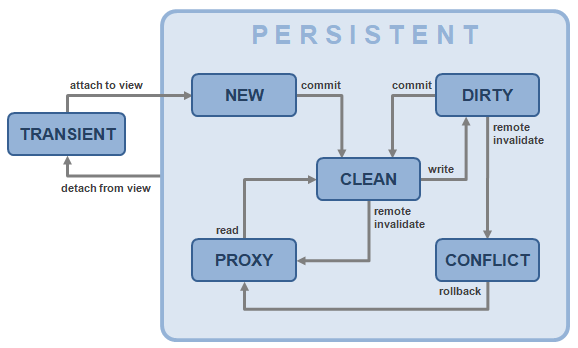 PERSISTENT
attach to view
NEW
commit
commit
DIRTY
TRANSIENT
remote
invalidate
detach from view
CLEAN
write
read
remote
invalidate
PROXY
CONFLICT
rollback